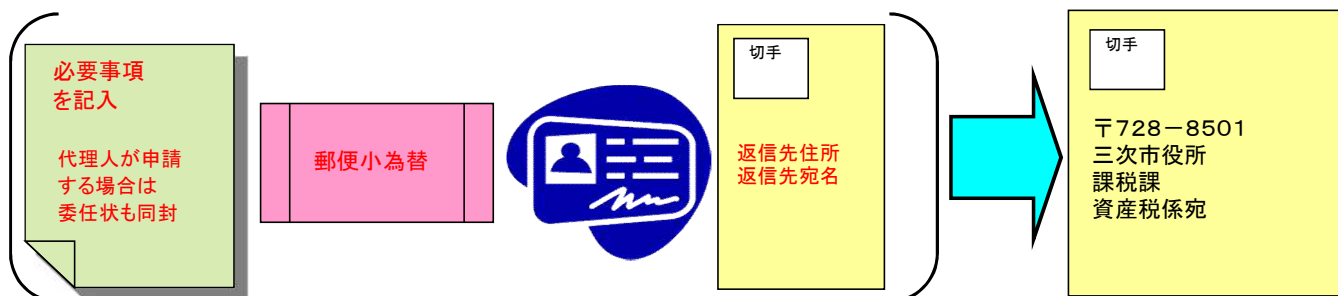 必要事項
を記入
代理人が申請
する場合は
委任状も同封
郵便小為替
切手
返信先住所
返信先宛名
切手
〒728－8501
三次市役所
課税課
資産税係宛